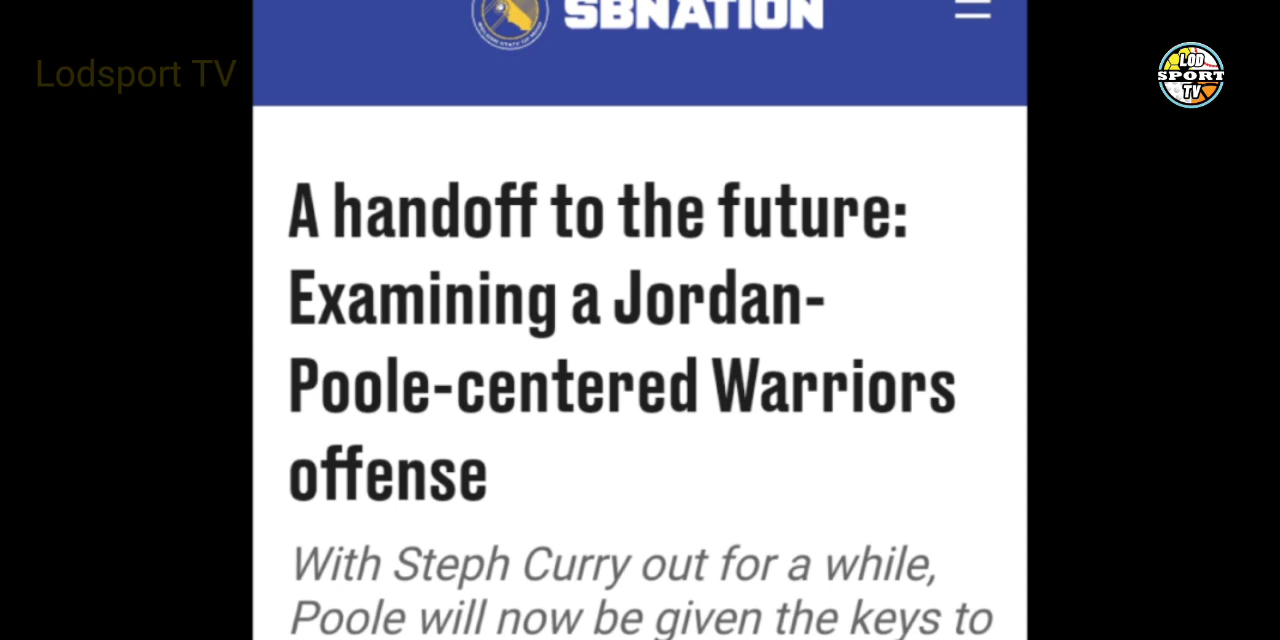 SBNATION
Lodsport TV
LOD
SPORT
TV
A handoff to the future:
Examining a Jordan-
Poole-centered Warriors
offense
With Steph Curry out for a while,
Poole will now be given the keys to